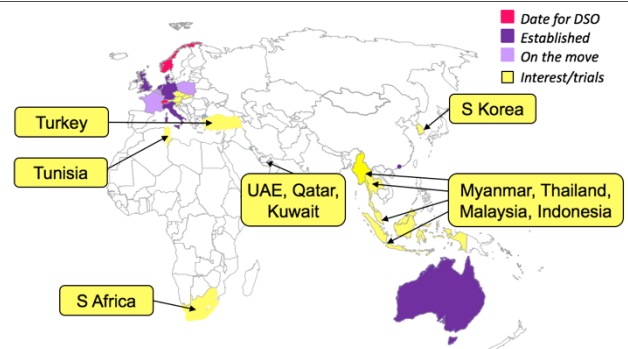 Date for DSO
Established
On the move
Interest/trials
S Korea
Turkey
Tunisia
UAE, Qatar,
Kuwait
Myanmar, Thailand,
Malaysia, Indonesia
S Africa